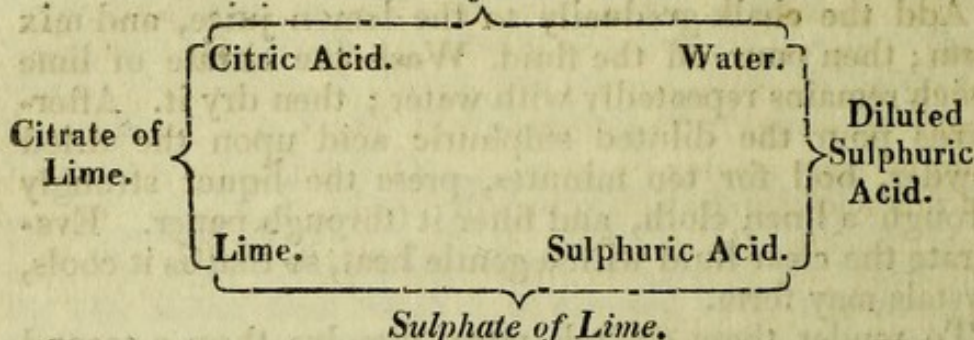 Citric Acid. Water.
Citrate of Lime.
Diluted Sulphuric Acid.
Lime. Sulphuric Acid.
Sulphate of Lime.